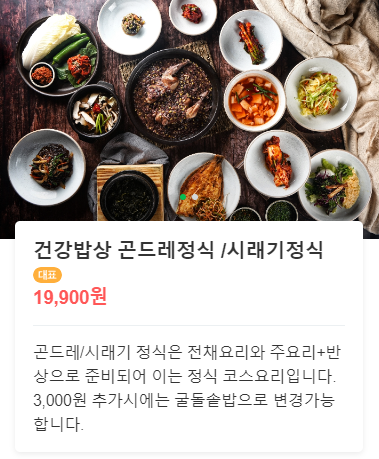 건강밥상 곤드레정식 /시래기정식
대표
19,900원
곤드레/시래기 정식은 전채요리와 주요리+반
상으로 준비되어 이는 정식 코스요리입니다.
3,000원 추가시에는 굴돌솥밥으로 변경가능
합니다.